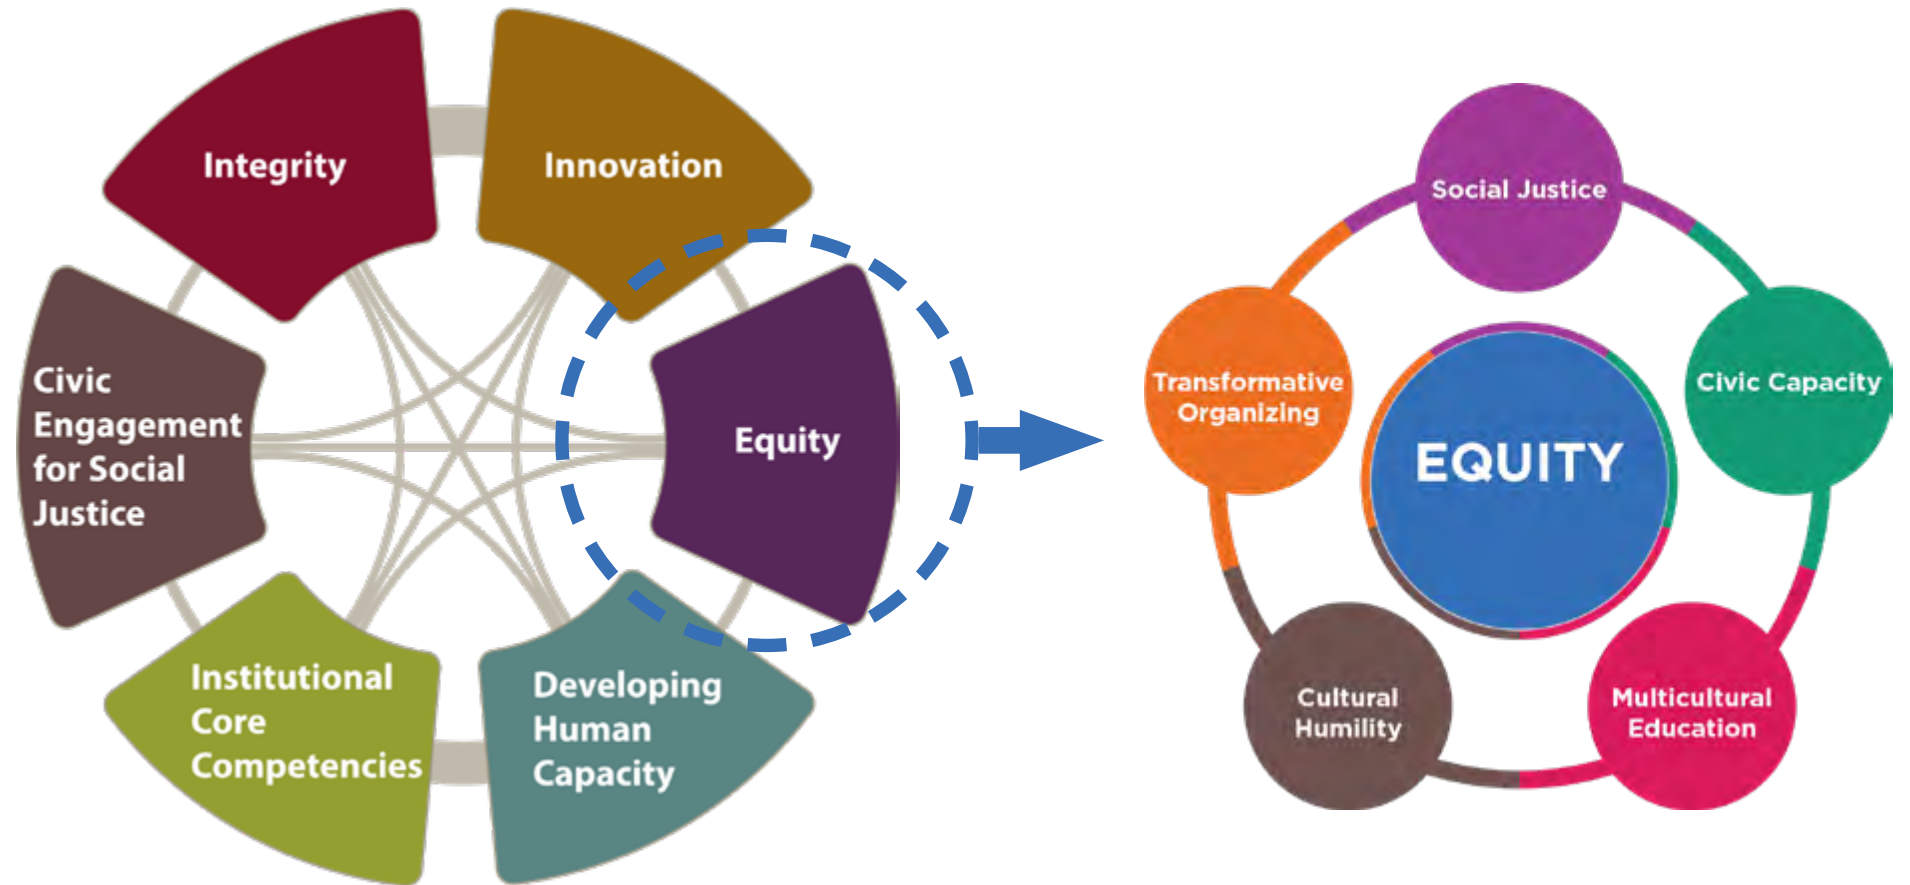 Integrity
Innovation
Civic
Engagement
for Social
Justice
Equity
Institutional
Core
Competencies
Developing
Human
Capacity
Social Justice
Transformative
Organizing
Civic Capacity
EQUITY
Cultural
Humility
Multicultural
Education